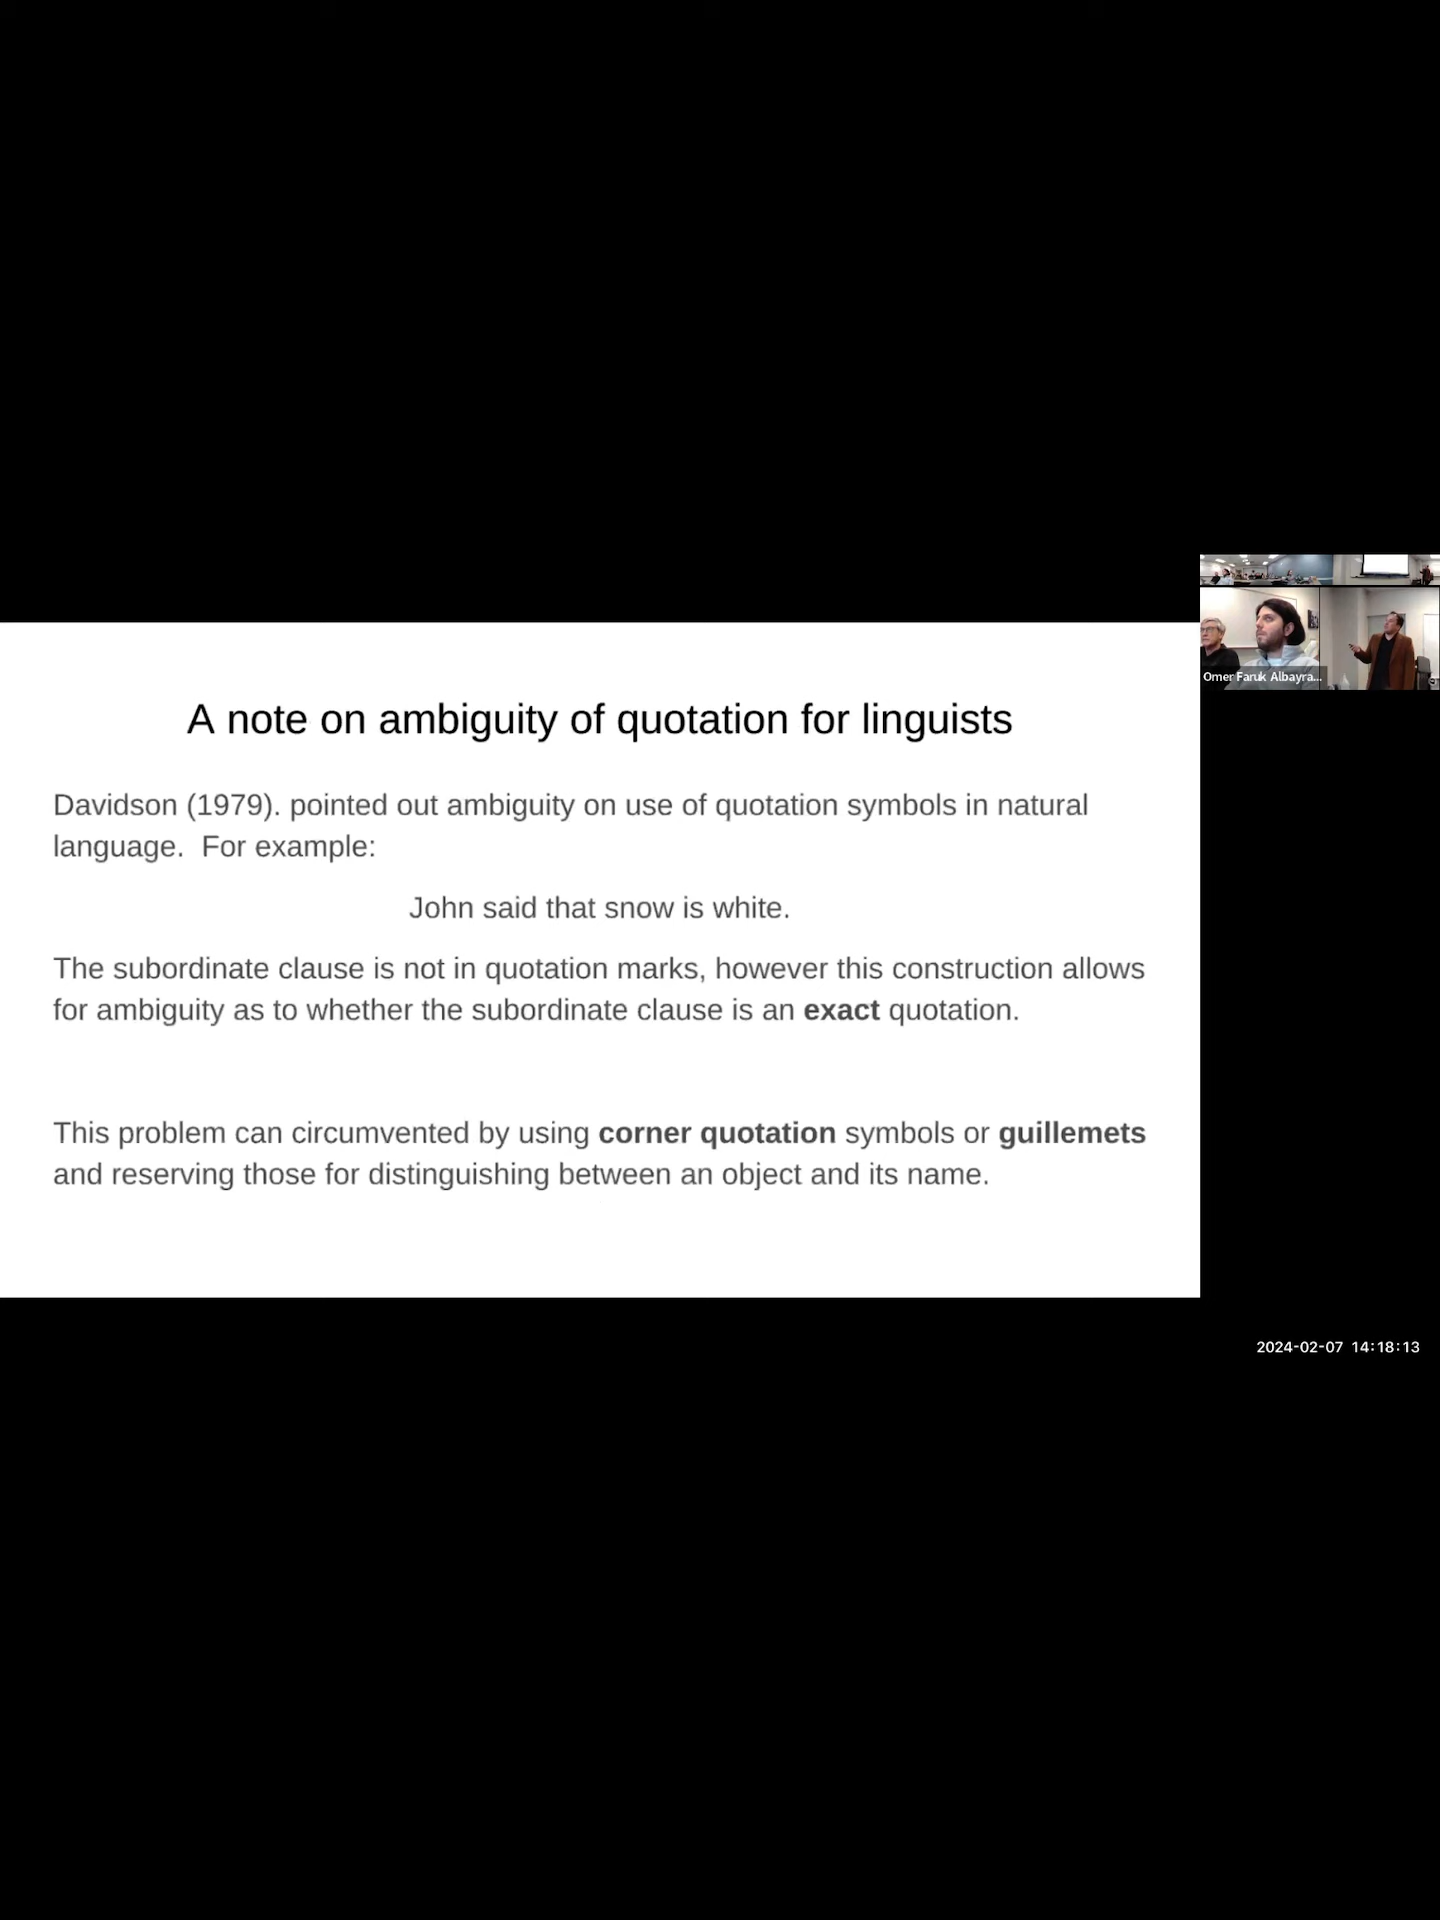 A note on ambiguity of quotation for linguists
Davidson (1979). pointed out ambiguity on use of quotation symbols in natural
language.  For example:
John said that snow is white.
The subordinate clause is not in quotation marks, however this construction allows
for ambiguity as to whether the subordinate clause is an exact quotation.
This problem can circumvented by using corner quotation symbols or guillemets
and reserving those for distinguishing between an object and its name.
Omer Faruk Albayra...
2024-02-07 14:18:13